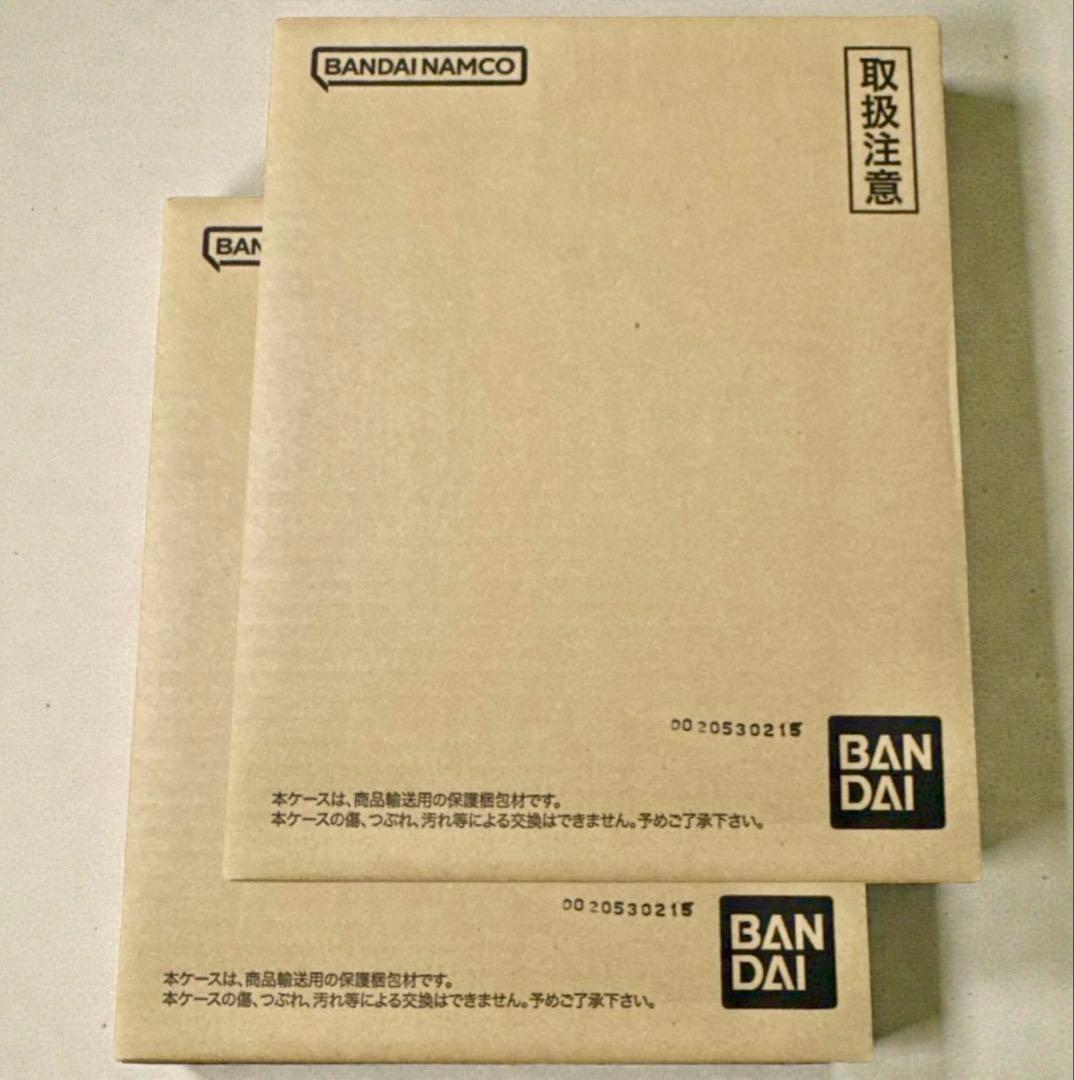 BANDAI NAMCO
取扱注意
0020530215
BAN
DAI
本ケースは、商品輸送用の保護梱包材です。
本ケースの傷、つぶれ、汚れ等による交換はできません。予めご了承下さい。
BAN
0020530215
BAN
DAI
本ケースは、商品輸送用の保護梱包材です。
本ケースの傷、つぶれ、汚れ等による交換はできません。予めご了承下さい。